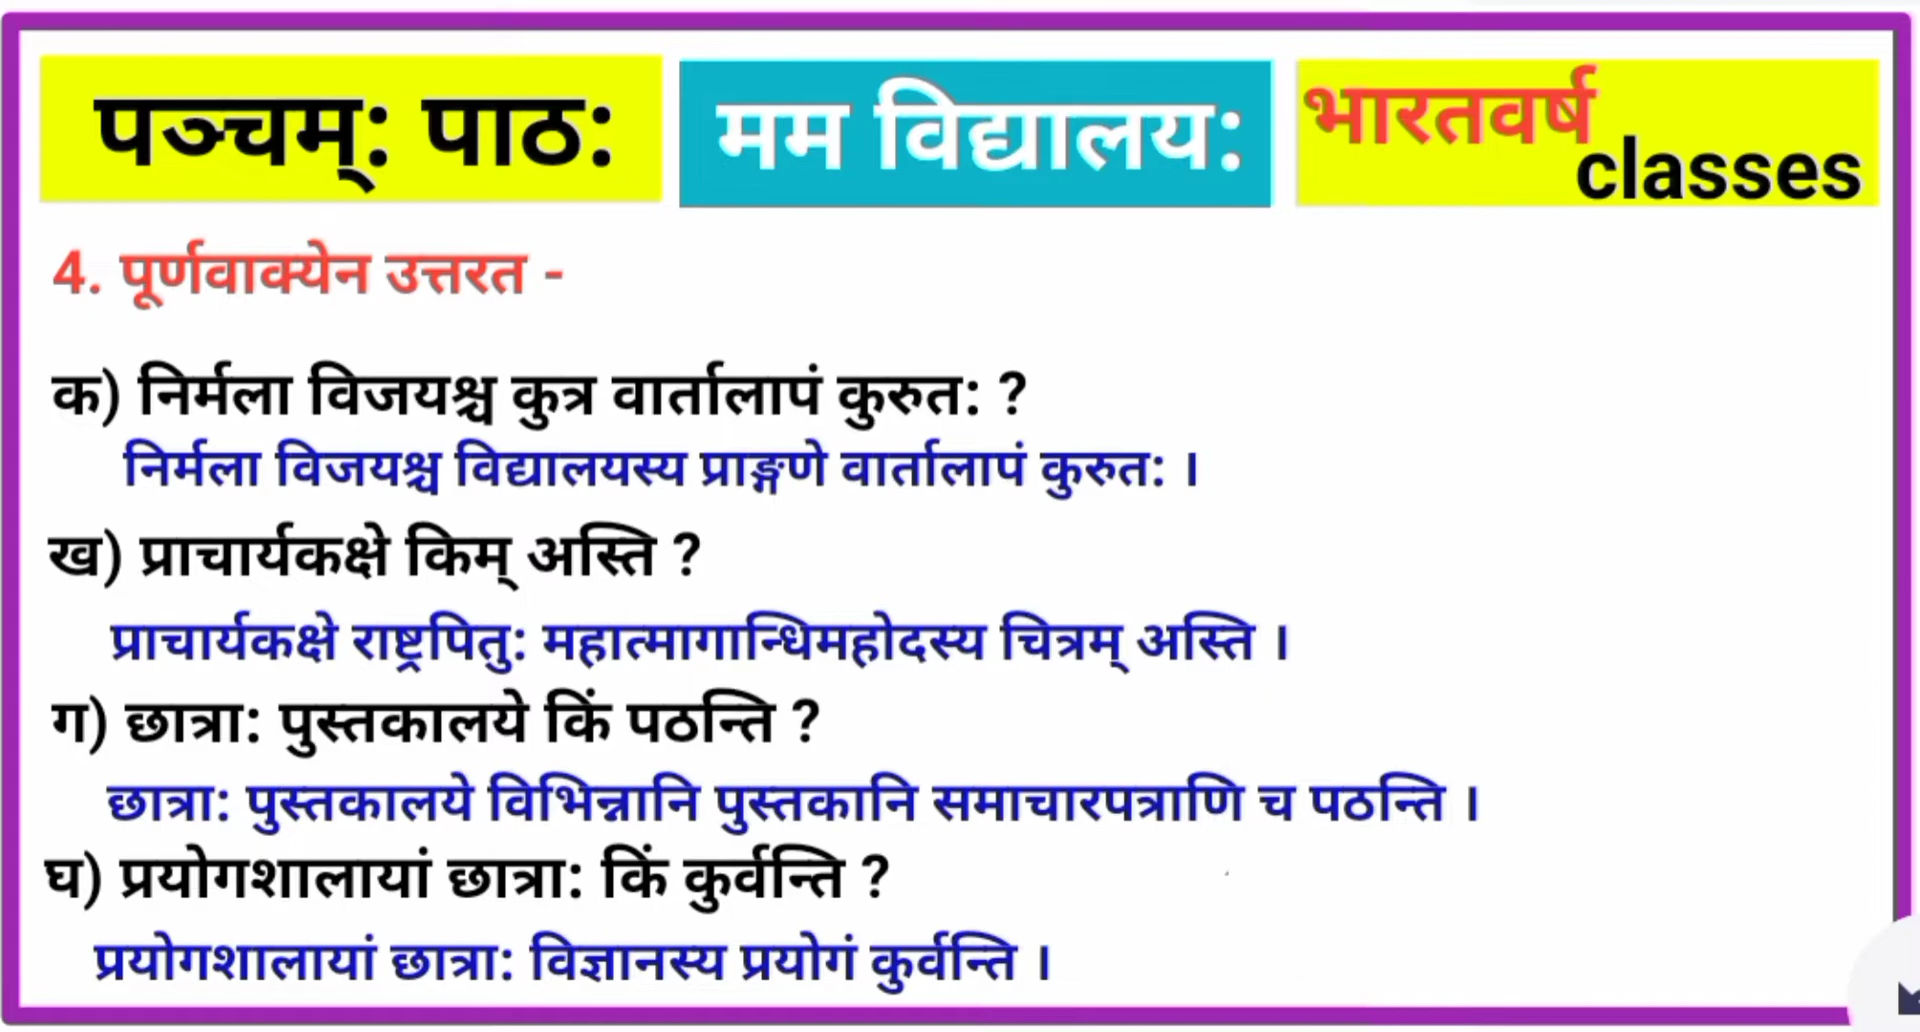 पञ्चम्: पाठ: मम विद्यालय: भारतवर्ष classes
4. पूर्णवाक्येन उत्तरत -
क) निर्मला विजयश्च कुत्र वार्तालापं कुरुत: ?
निर्मला विजयश्च विद्यालयस्य प्राङ्गणे वार्तालापं कुरुत: ।
ख) प्राचार्यकक्षे किम् अस्ति ?
प्राचार्यकक्षे राष्ट्रपितु: महात्मागान्धिमहोदस्य चित्रम् अस्ति ।
ग) छात्रा: पुस्तकालये किं पठन्ति ?
छात्रा: पुस्तकालये विभिन्नानि पुस्तकानि समाचारपत्राणि च पठन्ति ।
घ) प्रयोगशालायां छात्रा: किं कुर्वन्ति ?
प्रयोगशालायां छात्रा: विज्ञानस्य प्रयोगं कुर्वन्ति ।